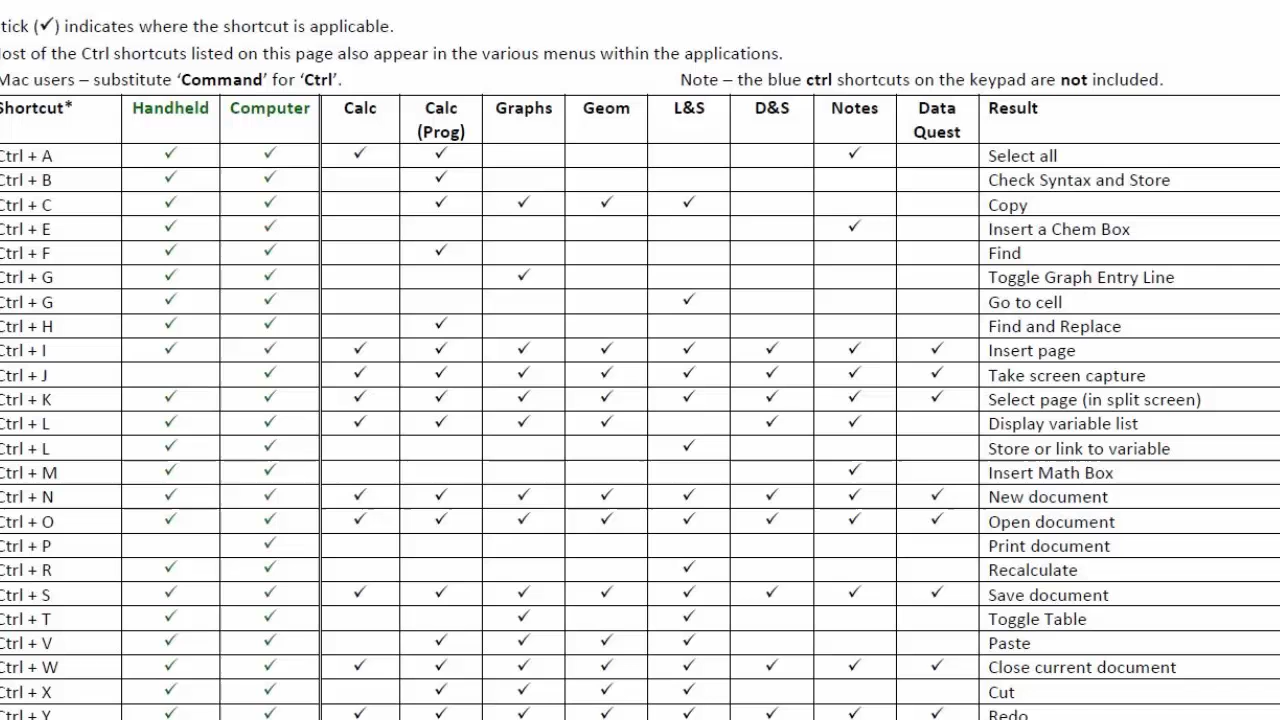 tick (✓) indicates where the shortcut is applicable.
ost of the Ctrl shortcuts listed on this page also appear in the various menus within the applications.
Mac users – substitute ‘Command’ for ‘Ctrl’. Note – the blue ctrl shortcuts on the keypad are not included.
Shortcut* Handheld Computer Calc Calc (Prog) Graphs Geom L&S D&S Notes Data Quest Result
Ctrl + A ✓ ✓ ✓ ✓ ✓ Select all
Ctrl + B ✓ ✓ ✓ Check Syntax and Store
Ctrl + C ✓ ✓ ✓ ✓ ✓ ✓ Copy
Ctrl + E ✓ ✓ ✓ Insert a Chem Box
Ctrl + F ✓ ✓ ✓ Find
Ctrl + G ✓ ✓ ✓ Toggle Graph Entry Line
Ctrl + G ✓ ✓ ✓ Go to cell
Ctrl + H ✓ ✓ ✓ Find and Replace
Ctrl + I ✓ ✓ ✓ ✓ ✓ ✓ ✓ ✓ ✓ ✓ Insert page
Ctrl + J ✓ ✓ ✓ ✓ ✓ ✓ ✓ ✓ ✓ Take screen capture
Ctrl + K ✓ ✓ ✓ ✓ ✓ ✓ ✓ ✓ ✓ ✓ Select page (in split screen)
Ctrl + L ✓ ✓ ✓ ✓ ✓ ✓ ✓ ✓ Display variable list
Ctrl + L ✓ ✓ ✓ Store or link to variable
Ctrl + M ✓ ✓ ✓ Insert Math Box
Ctrl + N ✓ ✓ ✓ ✓ ✓ ✓ ✓ ✓ ✓ ✓ New document
Ctrl + O ✓ ✓ ✓ ✓ ✓ ✓ ✓ ✓ ✓ ✓ Open document
Ctrl + P ✓ Print document
Ctrl + R ✓ ✓ ✓ Recalculate
Ctrl + S ✓ ✓ ✓ ✓ ✓ ✓ ✓ ✓ ✓ ✓ Save document
Ctrl + T ✓ ✓ ✓ ✓ Toggle Table
Ctrl + V ✓ ✓ ✓ ✓ ✓ ✓ Paste
Ctrl + W ✓ ✓ ✓ ✓ ✓ ✓ ✓ ✓ ✓ ✓ Close current document
Ctrl + X ✓ ✓ ✓ ✓ ✓ ✓ Cut
Ctrl + Y ✓ ✓ ✓ ✓ ✓ ✓ ✓ ✓ ✓ ✓ Redo